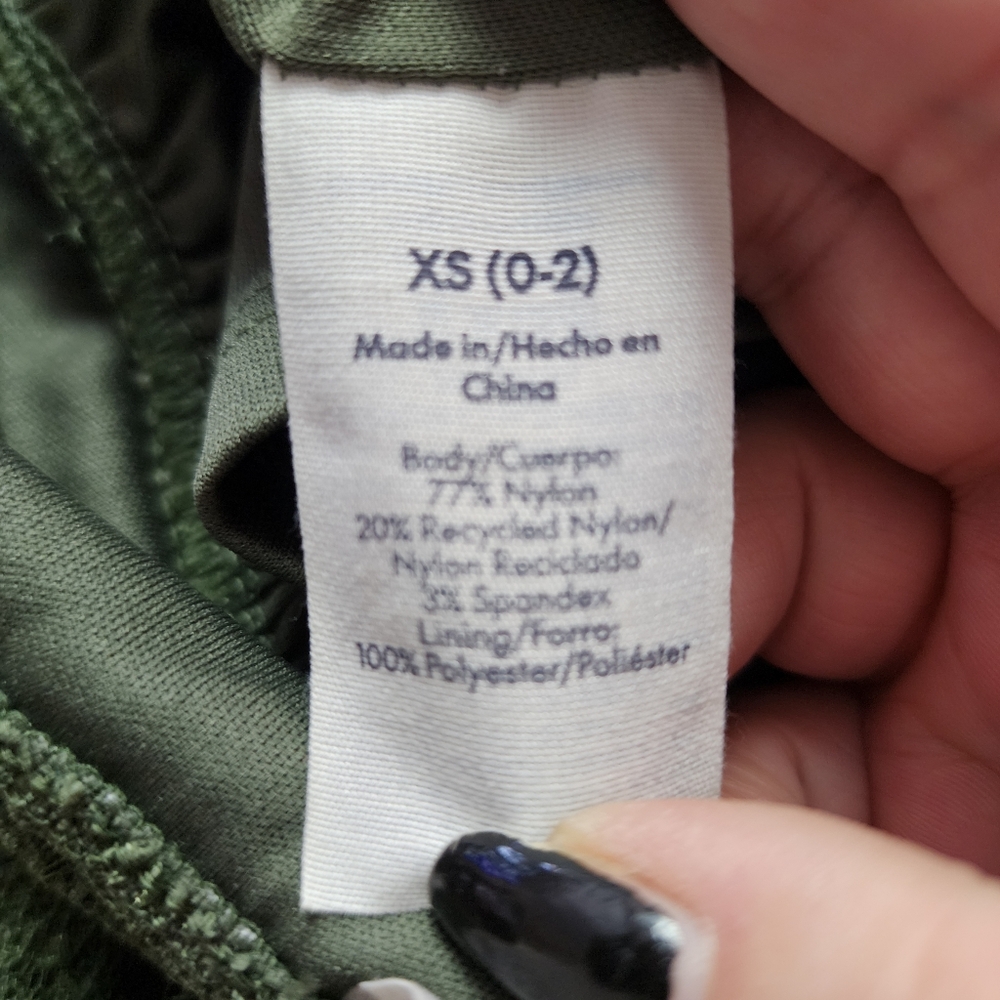 XS (0-2)
Made in/Hecho en
China
Body/Cuerpo:
77% Nylon
20% Recycled Nylon/
Nylon Reciclado
3% Spandex
Lining/Forro:
100% Polyester/Poliéster